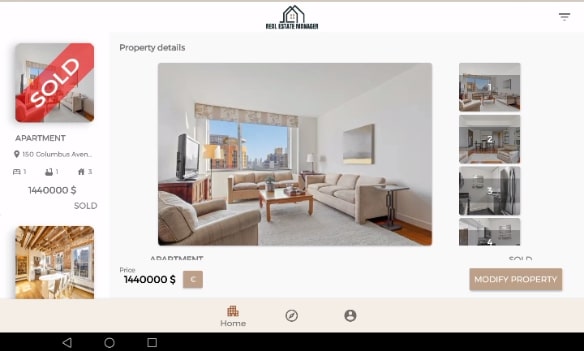 REAL ESTATE MANAGER
Property details
SOLD
APARTMENT
150 Columbus Aven...
1
1
3
1440000 $
SOLD
2
3
4
APARTMENT
SOLD
Price
1440000 $
€
MODIFY PROPERTY
Home